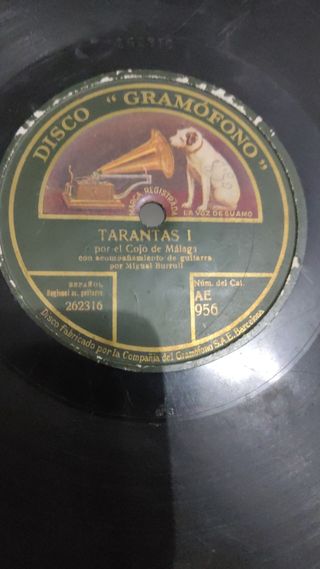 DISCO "GRAMÓFONO"
MARCA REGISTRADA
LA VOZ DE SU AMO
TARANTAS I
por el Cojo de Málaga
con acompañamiento de guitarra
por Miguel Burrull
ESPAÑOL
Regional ac. guitarra
262316
Núm. del Cat.
AE
956
Disco fabricado por la Compañía del Gramófono S.A.E. Barcelona